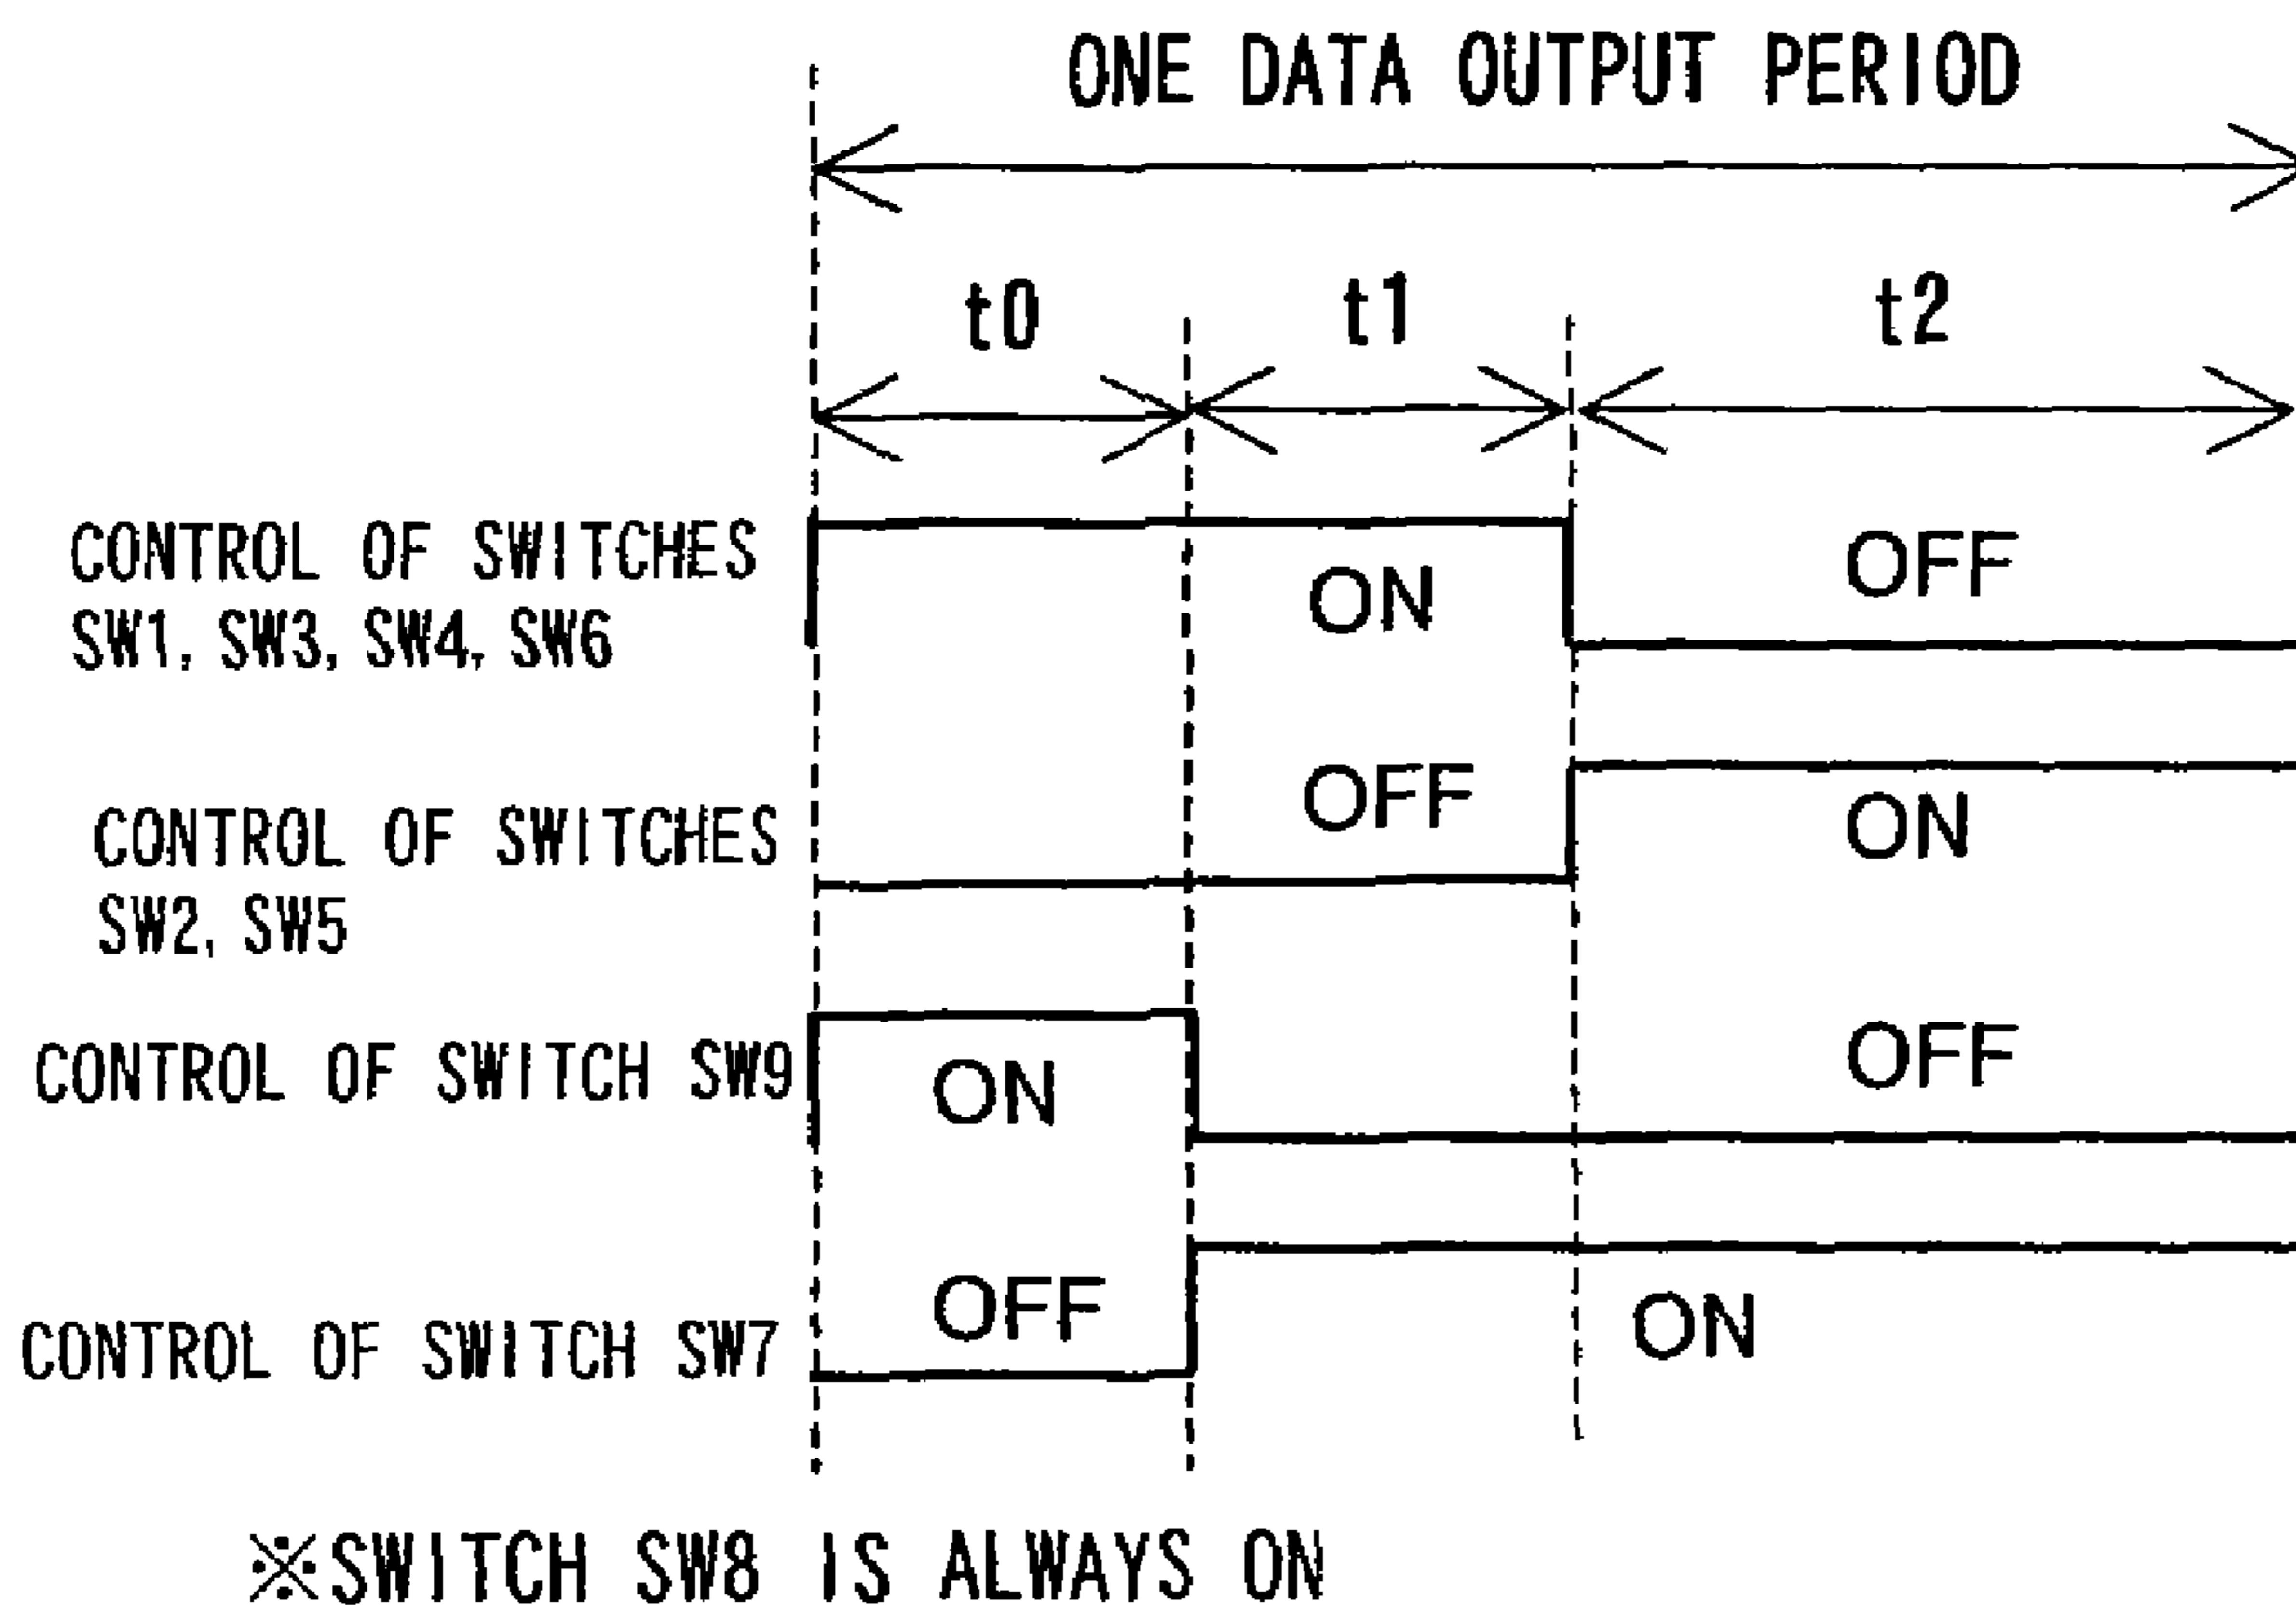 ONE DATA OUTPUT PERIOD
t0 t1 t2
CONTROL OF SWITCHES
SW1, SW3, SW4, SW6
ON OFF
CONTROL OF SWITCHES
SW2, SW5
OFF ON
CONTROL OF SWITCH SW9
ON OFF
CONTROL OF SWITCH SW7
OFF ON
※SWITCH SW8 IS ALWAYS ON